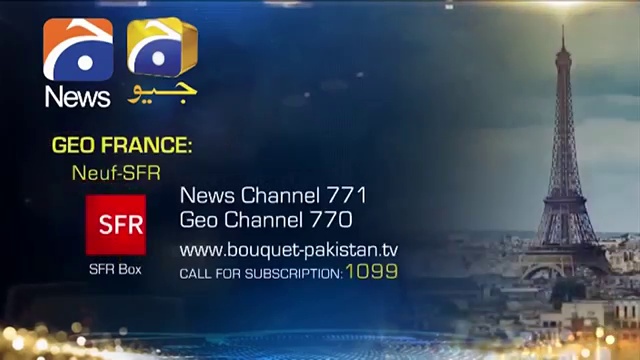 News
جیو
GEO FRANCE:
Neuf-SFR
SFR
SFR Box
News Channel 771
Geo Channel 770
www.bouquet-pakistan.tv
CALL FOR SUBSCRIPTION:1099